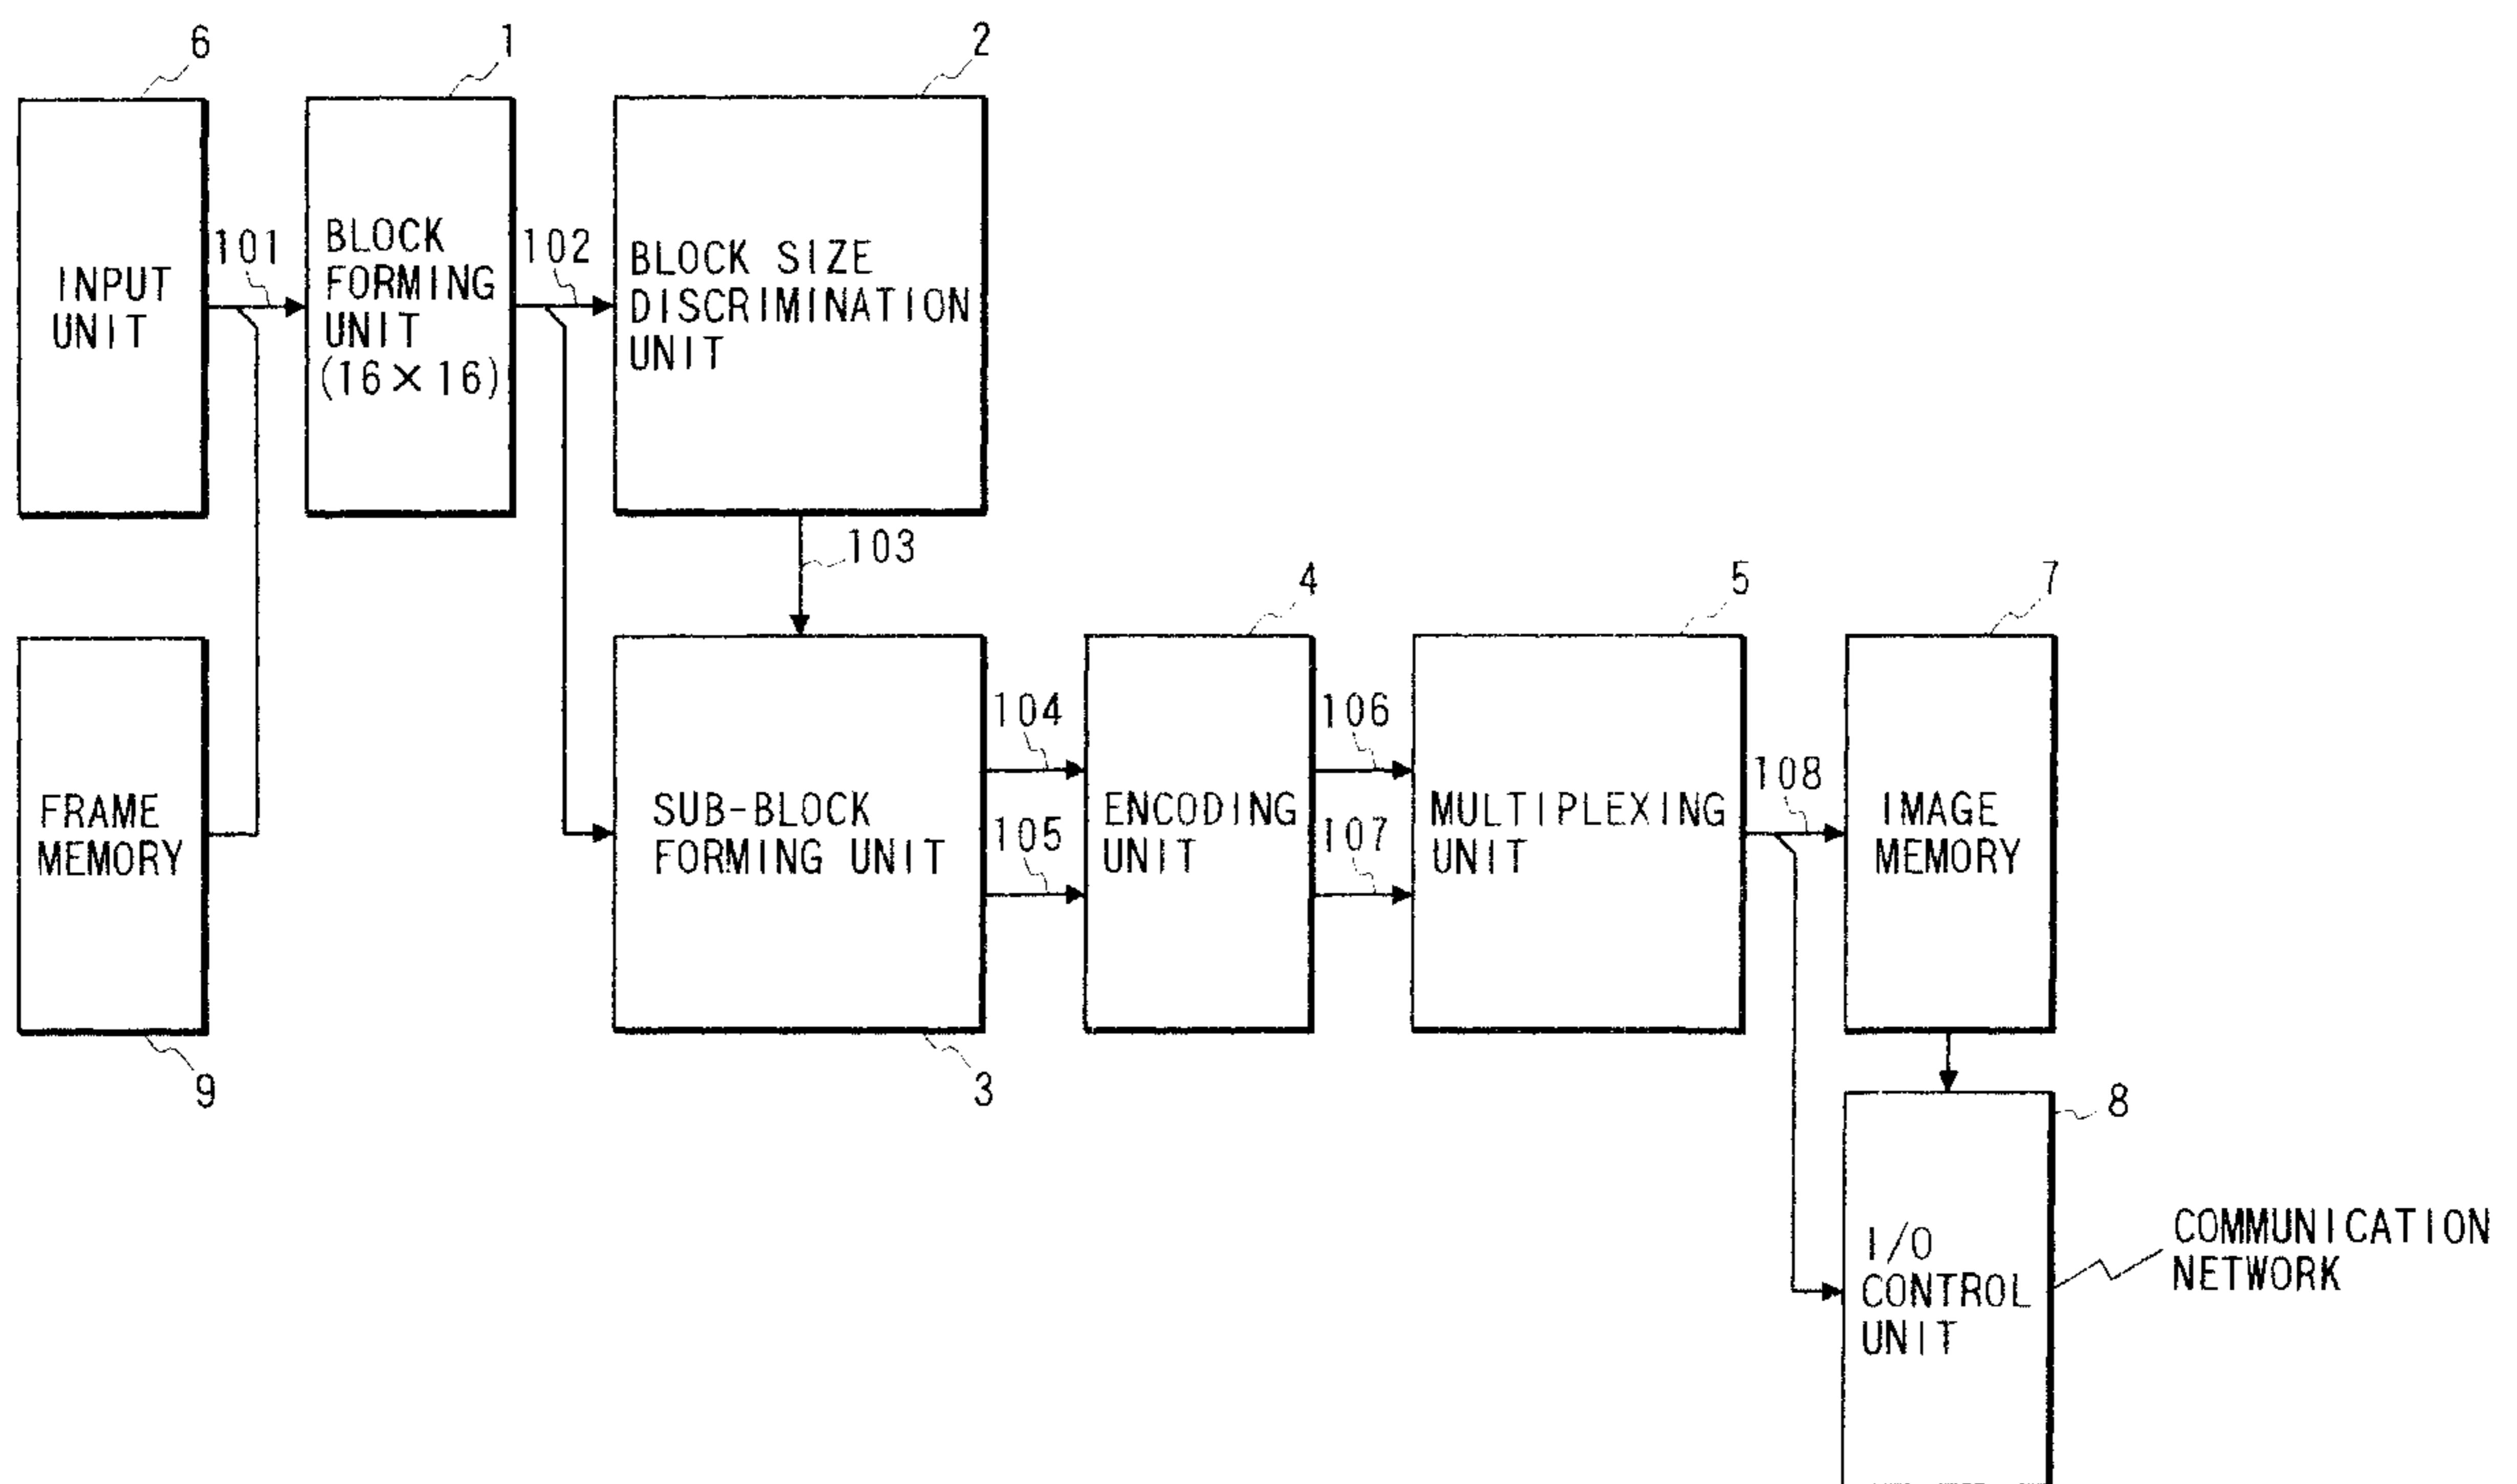 6
1
2
INPUT
UNIT
101
BLOCK
FORMING
UNIT
(16×16)
102
BLOCK SIZE
DISCRIMINATION
UNIT
103
4
5
7
FRAME
MEMORY
9
SUB-BLOCK
FORMING UNIT
3
104
105
ENCODING
UNIT
106
107
MULTIPLEXING
UNIT
108
IMAGE
MEMORY
8
I/O
CONTROL
UNIT
COMMUNICATION
NETWORK